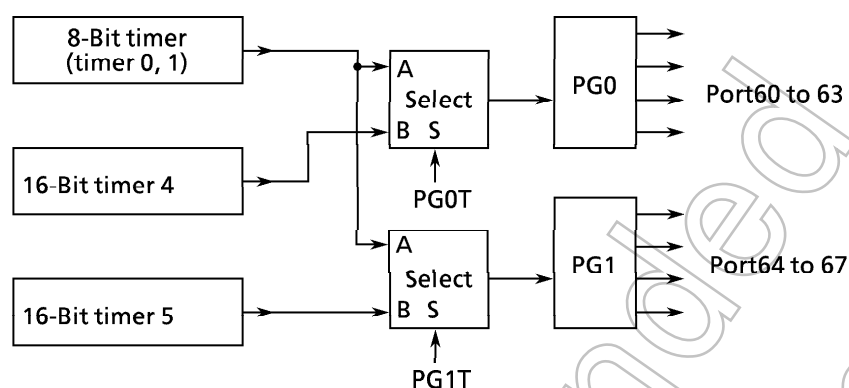 8-Bit timer
(timer 0, 1)
A
Select
B S
PG0T
PG0
Port60 to 63
16-Bit timer 4
A
Select
B S
PG1T
PG1
Port64 to 67
16-Bit timer 5